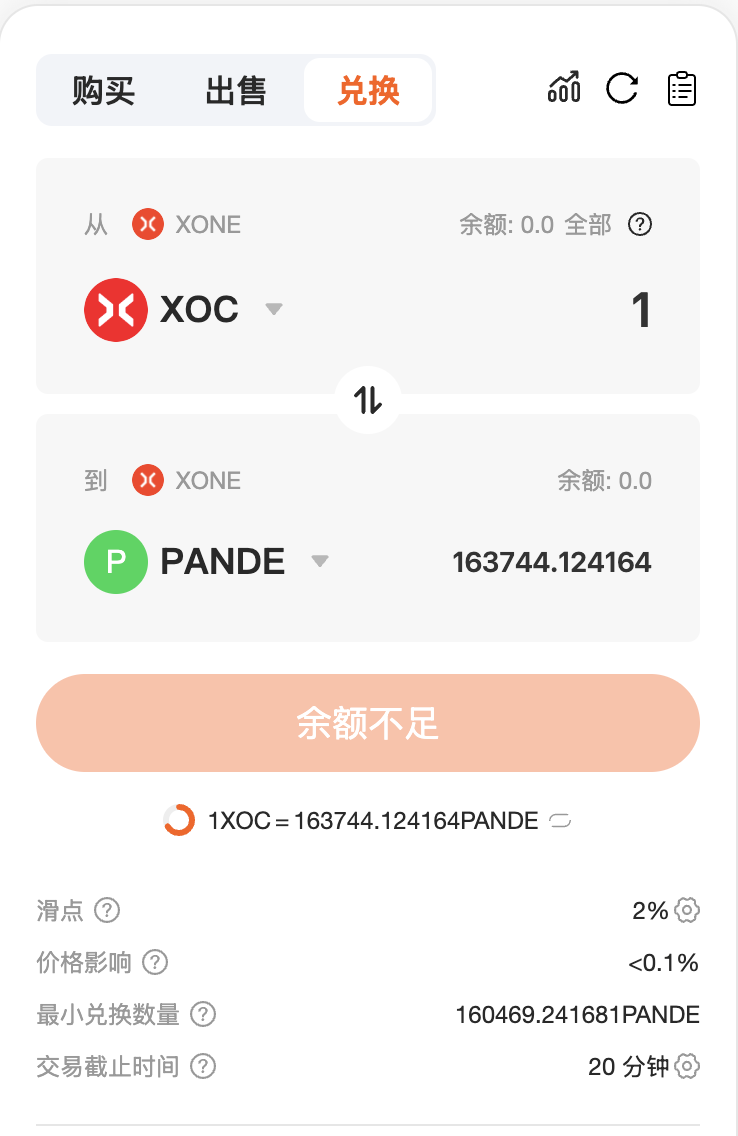 购买 出售 兑换
从 XONE 余额: 0.0 全部 ?
XOC 1
到 XONE 余额: 0.0
P PANDE 163744.124164
余额不足
1XOC = 163744.124164PANDE
滑点 ? 2%
价格影响 ? <0.1%
最小兑换数量 ? 160469.241681PANDE
交易截止时间 ? 20 分钟